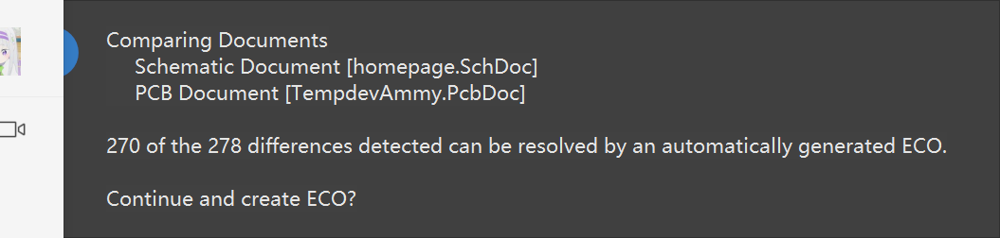 Comparing Documents
Schematic Document [homepage.SchDoc]
PCB Document [TempdevAmmy.PcbDoc]
270 of the 278 differences detected can be resolved by an automatically generated ECO.
Continue and create ECO?